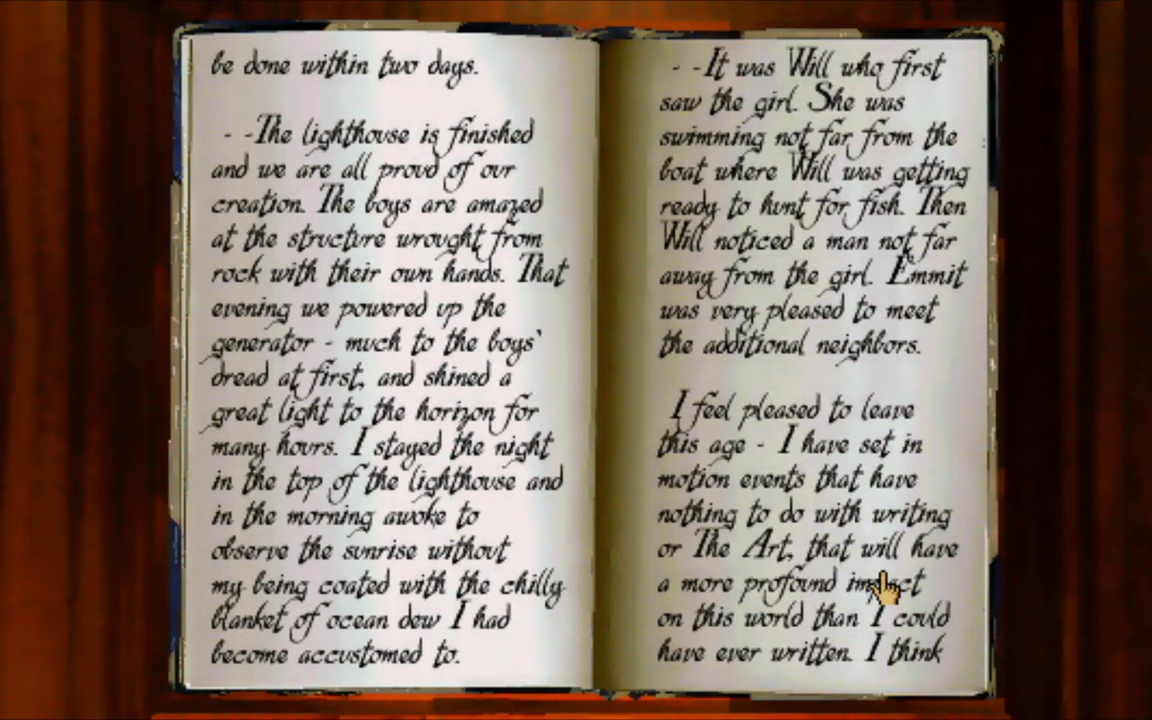 be done within two days.
- -The lighthouse is finished
and we are all proud of our
creation. The boys are amazed
at the structure wrought from
rock with their own hands. That
evening we powered up the
generator - much to the boys'
dread at first, and shined a
great light to the horizon for
many hours. I stayed the night
in the top of the lighthouse and
in the morning awoke to
observe the sunrise without
my being coated with the chilly
blanket of ocean dew I had
become accustomed to.
- -It was Will who first
saw the girl. She was
swimming not far from the
boat where Will was getting
ready to hunt for fish. Then
Will noticed a man not far
away from the girl. Emmit
was very pleased to meet
the additional neighbors.
I feel pleased to leave
this age - I have set in
motion events that have
nothing to do with writing
or The Art, that will have
a more profound impact
on this world than I could
have ever written. I think